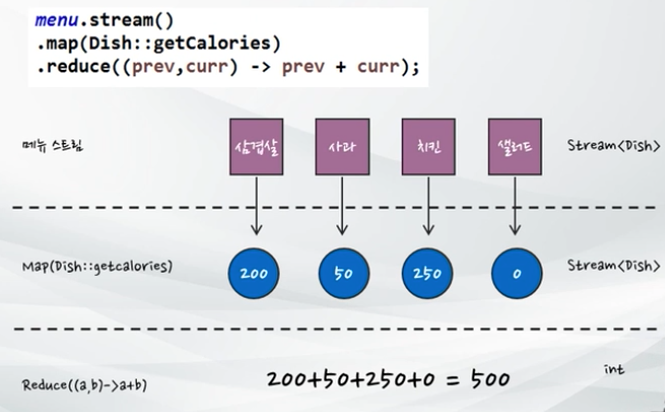 menu.stream()
.map(Dish::getCalories)
.reduce((prev,curr) -> prev + curr);
메뉴 스트림 삼겹살 사과 치킨 샐러드 Stream<Dish>
Map(Dish::getcalories) 200 50 250 0 Stream<Dish>
Reduce((a,b)->a+b) 200+50+250+0 = 500 int